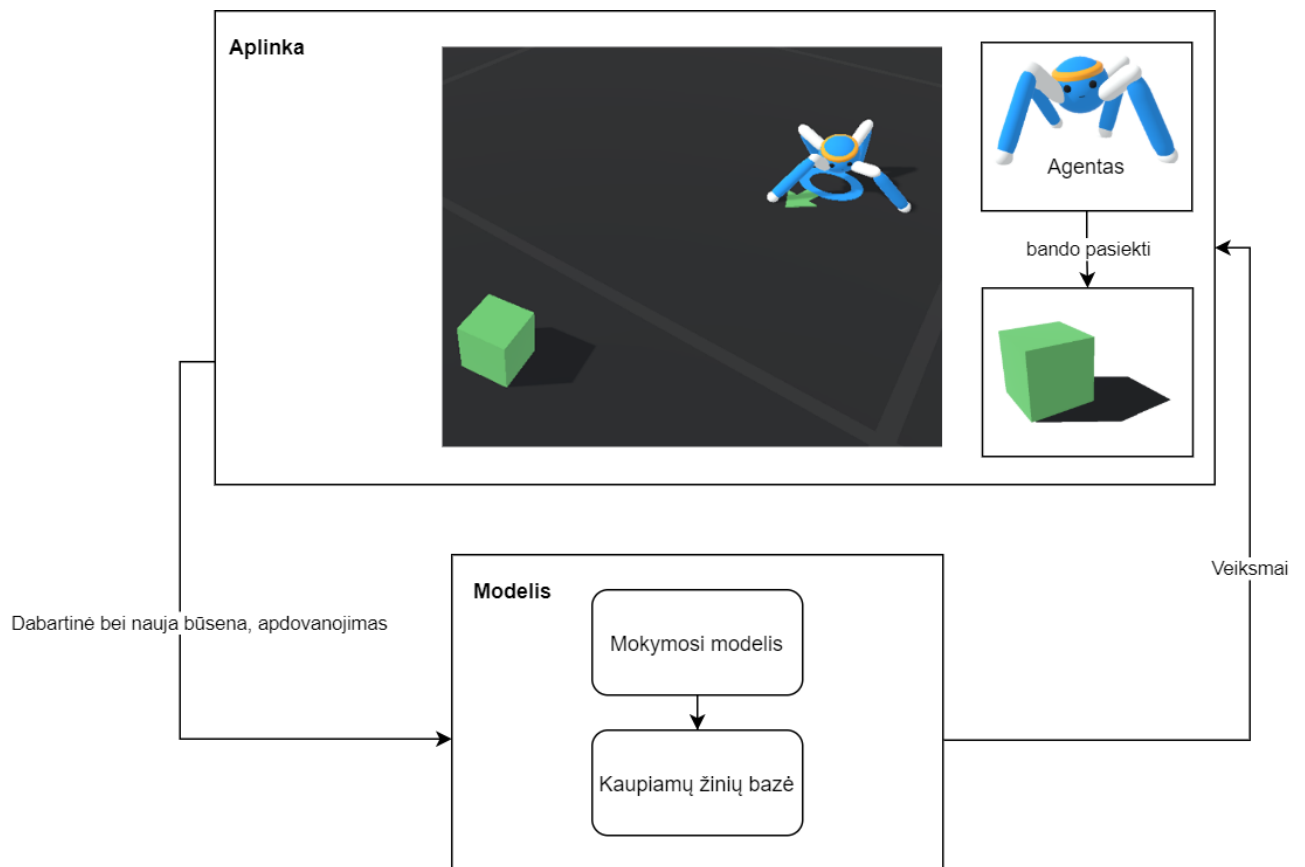 Aplinka
Agentas
bando pasiekti
Veiksmai
Dabartinė bei nauja būsena, apdovanojimas
Modelis
Mokymosi modelis
Kaupiamų žinių bazė